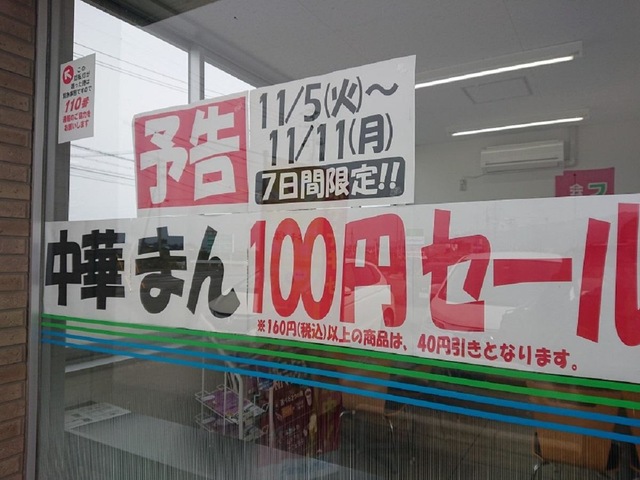 予告
11/5(火)～
11/11(月)
7日間限定!!
中華まん100円セール
※160円(税込)以上の商品は、40円引きとなります。
110番